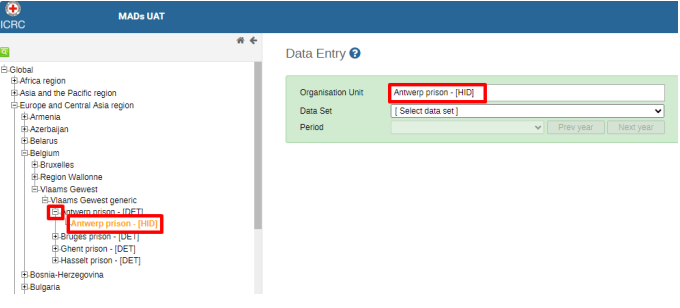 ICRC
MADs UAT
Global
Africa region
Asia and the Pacific region
Europe and Central Asia region
Armenia
Azerbaijan
Belarus
Belgium
Bruxelles
Region Wallonne
Vlaams Gewest
Vlaams Gewest generic
Antwerp prison - [DET]
Antwerp prison - [HID]
Bruges prison - [DET]
Ghent prison - [DET]
Hasselt prison - [DET]
Bosnia-Herzegovina
Bulgaria
Data Entry ?
Organisation Unit Antwerp prison - [HID]
Data Set [ Select data set ]
Period Prev year Next year